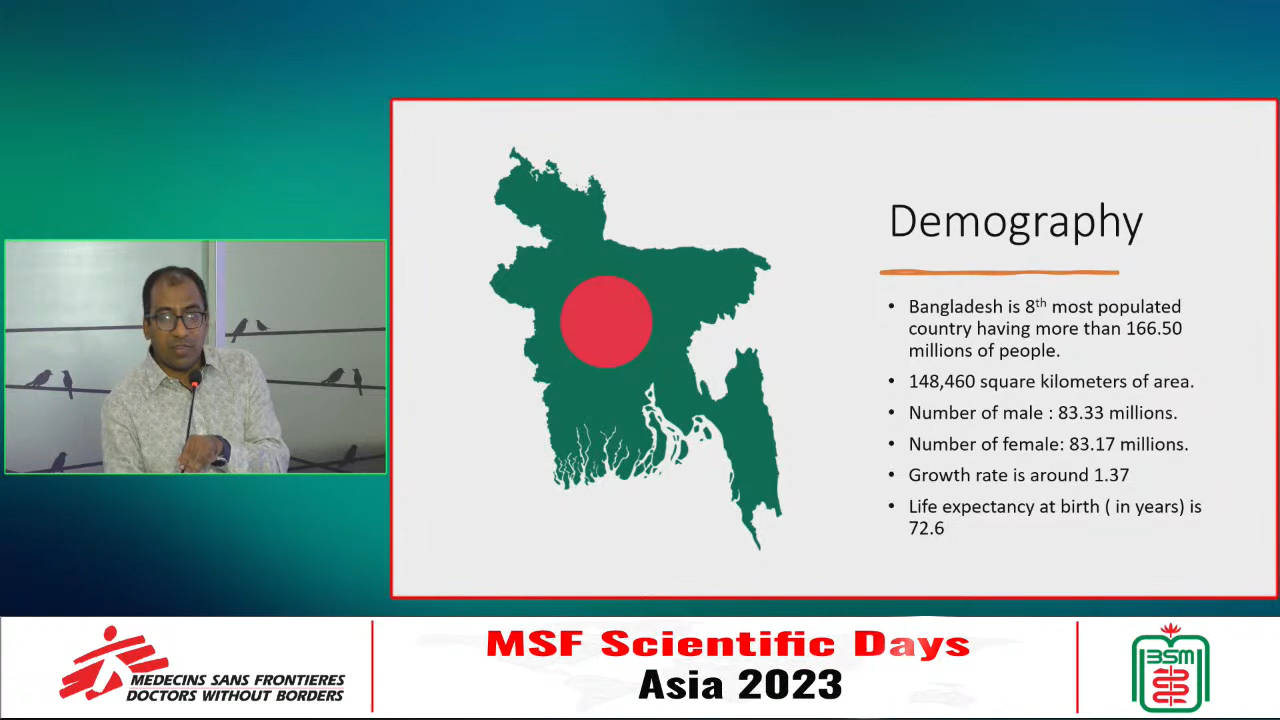 Demography
• Bangladesh is 8th most populated
country having more than 166.50
millions of people.
• 148,460 square kilometers of area.
• Number of male : 83.33 millions.
• Number of female: 83.17 millions.
• Growth rate is around 1.37
• Life expectancy at birth ( in years) is
72.6
MEDECINS SANS FRONTIERES
DOCTORS WITHOUT BORDERS
MSF Scientific Days
Asia 2023
BSM